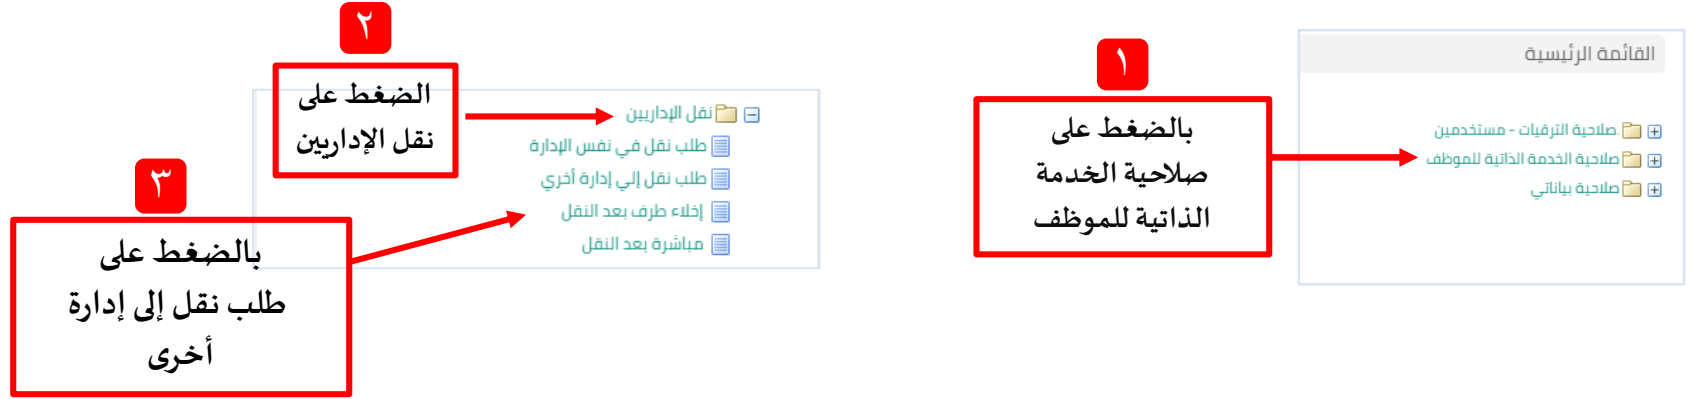 القائمة الرئيسية
صلاحية الترقيات - مستخدمين
صلاحية الخدمة الذاتية للموظف
صلاحية بياناتي
١
بالضغط على
صلاحية الخدمة
الذاتية للموظف
٢
الضغط على
نقل الإداريين
نقل الإداريين
طلب نقل في نفس الإدارة
طلب نقل إلي إدارة أخري
إخلاء طرف بعد النقل
مباشرة بعد النقل
٣
بالضغط على
طلب نقل إلى إدارة
أخرى